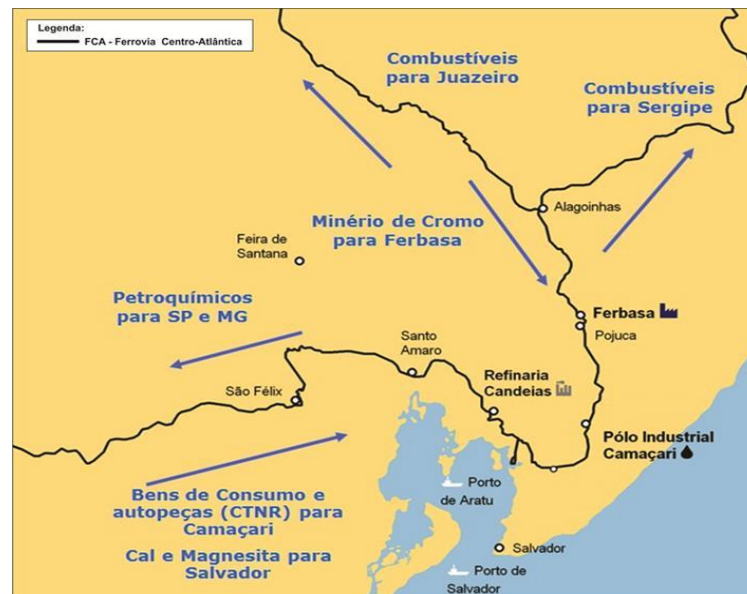 Legenda:
FCA - Ferrovia Centro-Atlântica
Combustíveis
para Juazeiro
Combustíveis
para Sergipe
Alagoinhas
Minério de Cromo
para Ferbasa
Feira de
Santana
Petroquímicos
para SP e MG
Ferbasa
Pojuca
Santo
Amaro
Refinaria
Candeias
São Félix
Pólo Industrial
Camaçari
Porto
de Aratu
Bens de Consumo e
autopeças (CTNR) para
Camaçari
Cal e Magnesita para
Salvador
Salvador
Porto de
Salvador